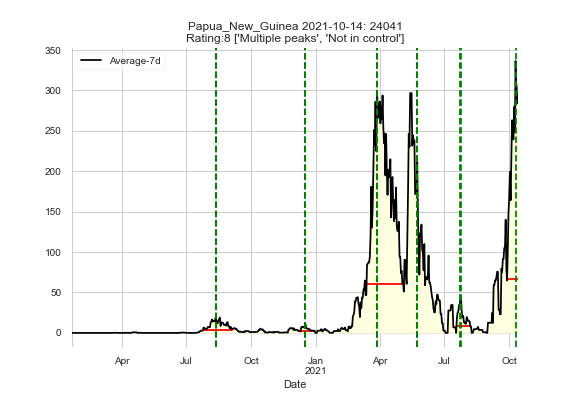 Papua_New_Guinea 2021-10-14: 24041
Rating:8 ['Multiple peaks', 'Not in control']
Average-7d
350
300
250
200
150
100
50
0
Apr Jul Oct Jan Apr Jul Oct
2021
Date